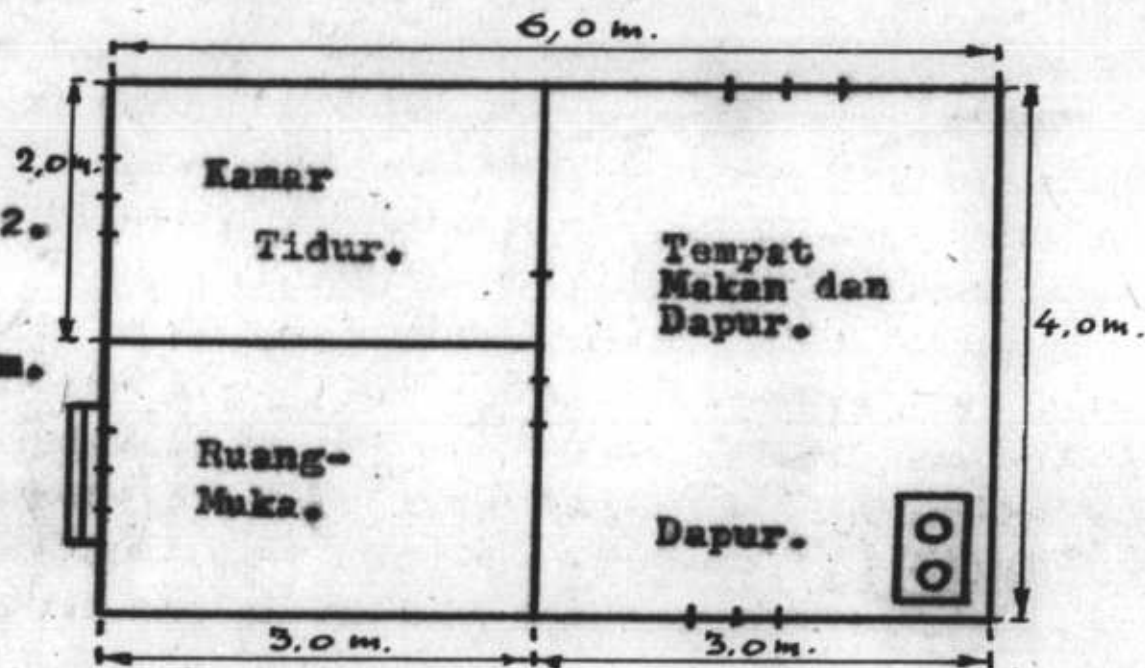 6,0 m.
2,0 m.
Kamar
Tidur.
2.
Tempat
Makan dan
Dapur.
4,0 m.
m.
Ruang-
Muka.
Dapur.
3,0 m.
3,0 m.